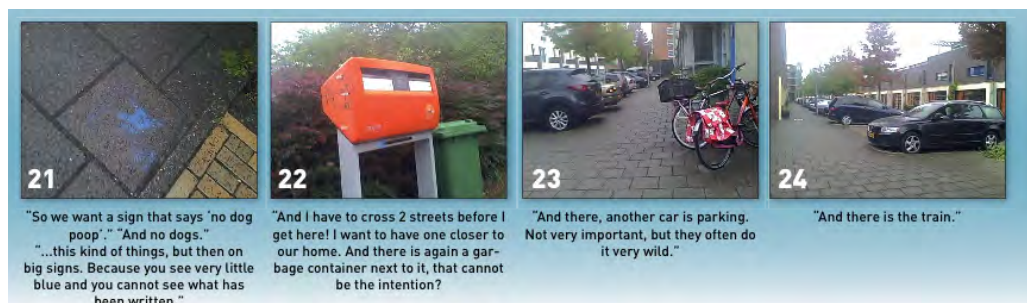 21
"So we want a sign that says 'no dog
poop'." "And no dogs."
"...this kind of things, but then on
big signs. Because you see very little
blue and you cannot see what has
been written."
22
"And I have to cross 2 streets before I
get here! I want to have one closer to
our home. And there is again a gar-
bage container next to it, that cannot
be the intention?
23
"And there, another car is parking.
Not very important, but they often do
it very wild."
24
"And there is the train."